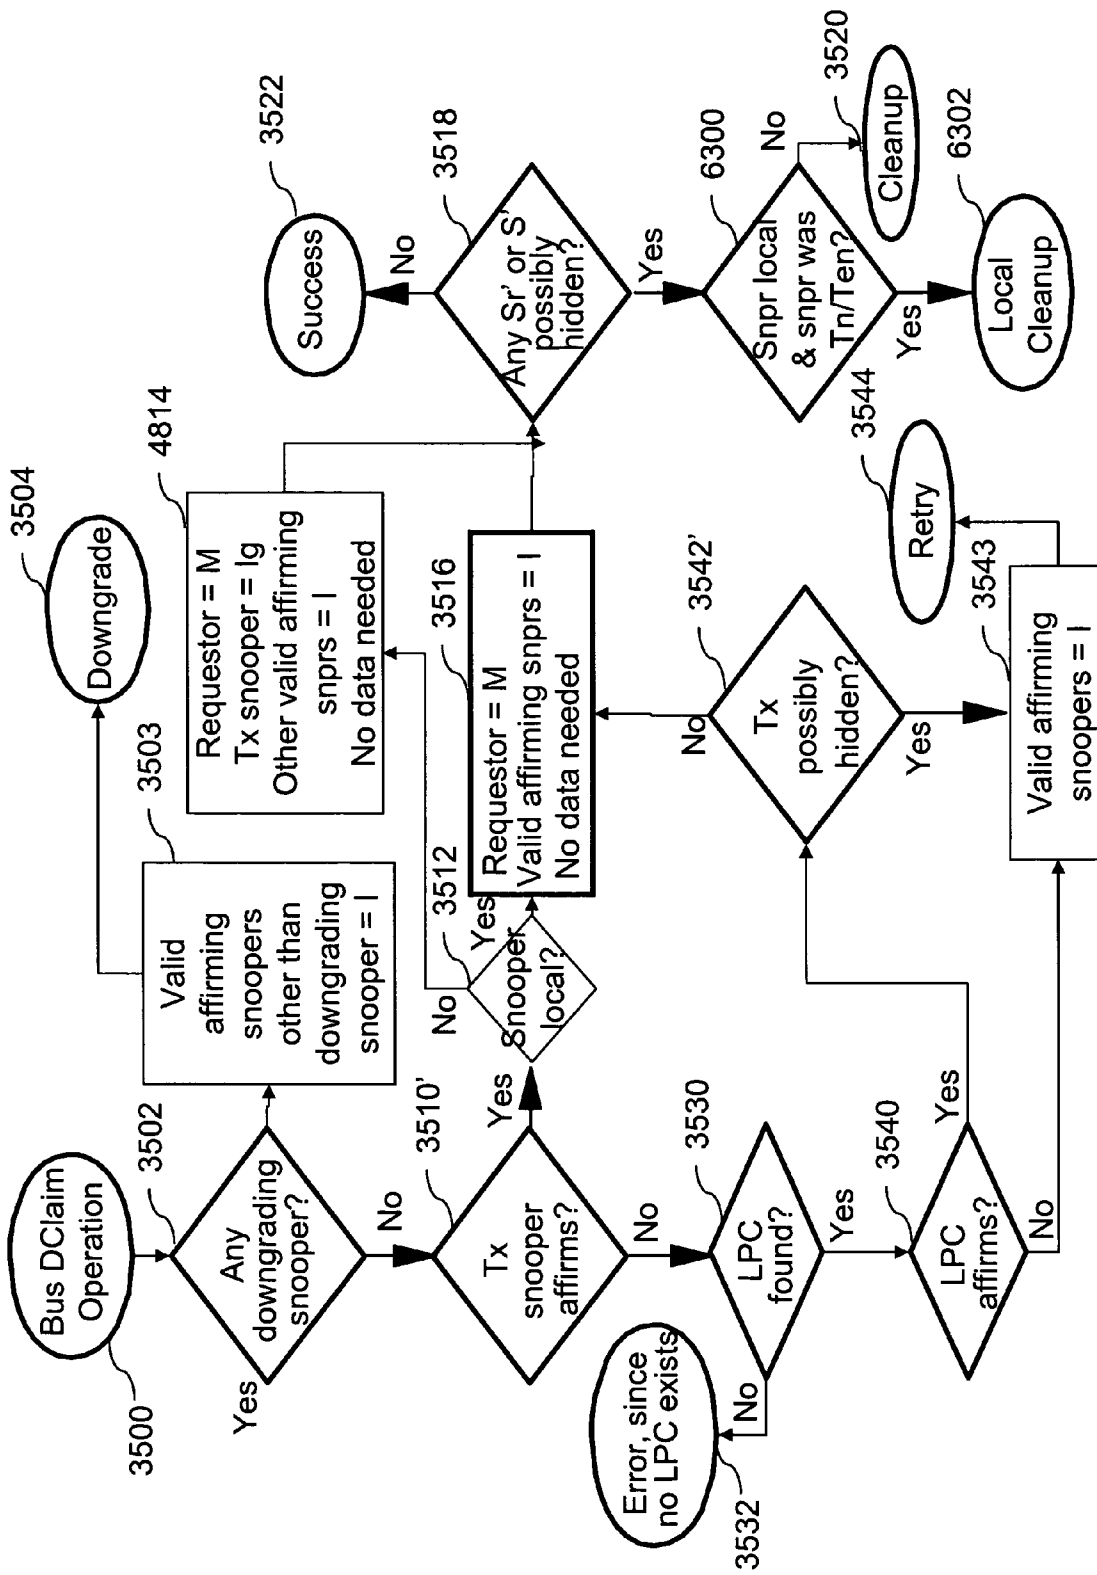 Bus DClaim
Operation
3500
3502
Any
downgrading
snooper?
Yes
No
3503
Valid
affirming
snoopers
other than
downgrading
snooper = I
3504
Downgrade
3510'
Tx
snooper
affirms?
Yes
No
3512
Snooper
local?
No
Yes
4814
Requestor = M
Tx snooper = Ig
Other valid affirming
snprs = I
No data needed
3516
Requestor = M
Valid affirming snprs = I
No data needed
3518
Any Sr' or S'
possibly
hidden?
No
Yes
3522
Success
6300
Snpr local
& snpr was
Tn/Ten?
No
Yes
3520
Cleanup
6302
Local
Cleanup
3530
LPC
found?
No
Yes
Error, since
no LPC exists
3532
3540
LPC
affirms?
Yes
No
3542'
Tx
possibly
hidden?
No
Yes
3543
Valid affirming
snoopers = I
3544
Retry